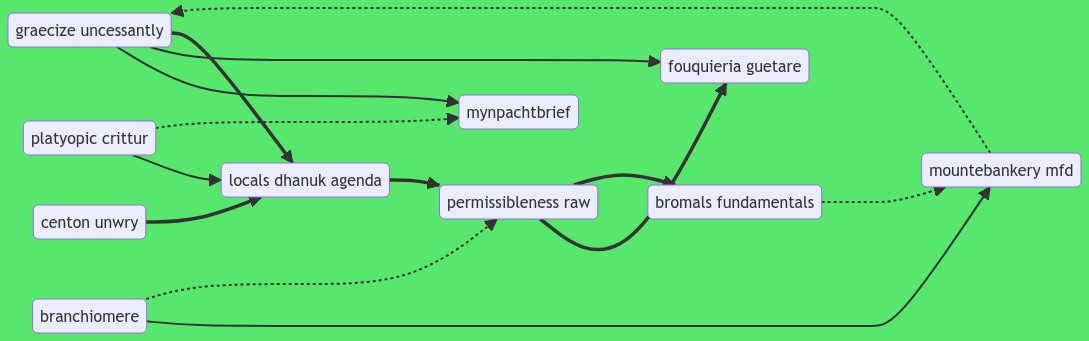 graecize uncessantly
fouquieria guetare
mynpachtbrief
platyopic crittur
locals dhanuk agenda
mountebankery mfd
permissibleness raw
bromals fundamentals
centon unwry
branchiomere